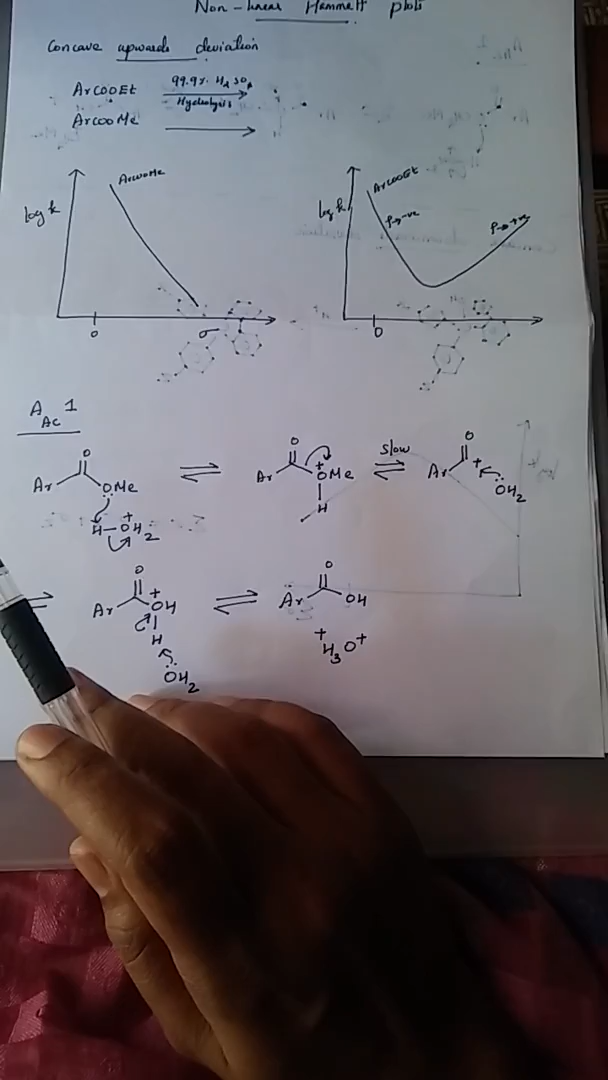 Non-linear Hammett plots
Concave upwards deviation
ArCOOEt 99.9% H2SO4
Hydrolysis
ArCOOMe
ArCOOMe
log k
0 σ
ArCOOEt
log k
ρ→-ve
ρ→+ve
0
AAC1
O
Ar OMe
H-OH2 +
O
Ar +OMe
H
Slow
O
Ar +
OH2
O
Ar +OH
H
OH2
O
Ar OH
+ H3O+